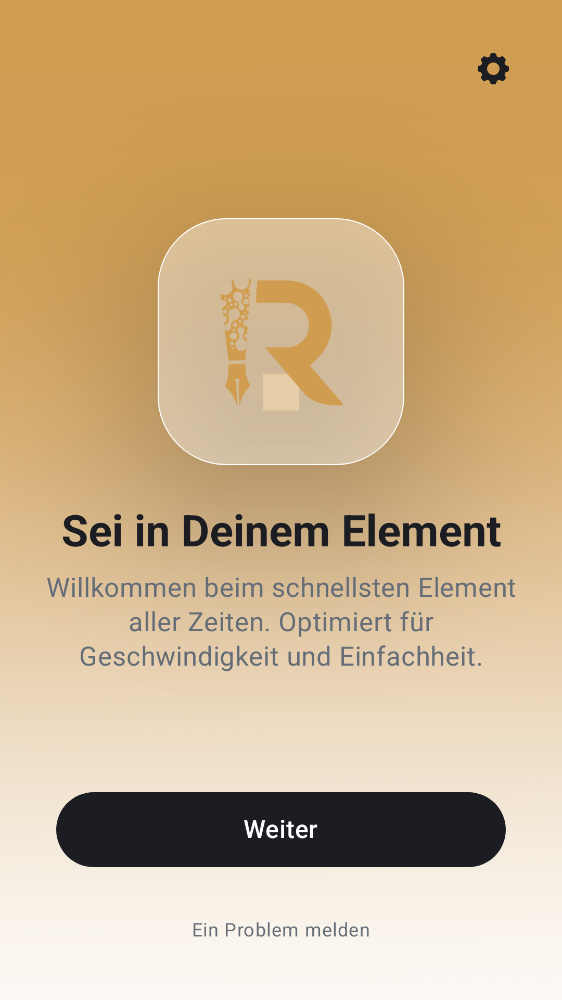 R
Sei in Deinem Element
Willkommen beim schnellsten Element
aller Zeiten. Optimiert für
Geschwindigkeit und Einfachheit.
Weiter
Ein Problem melden